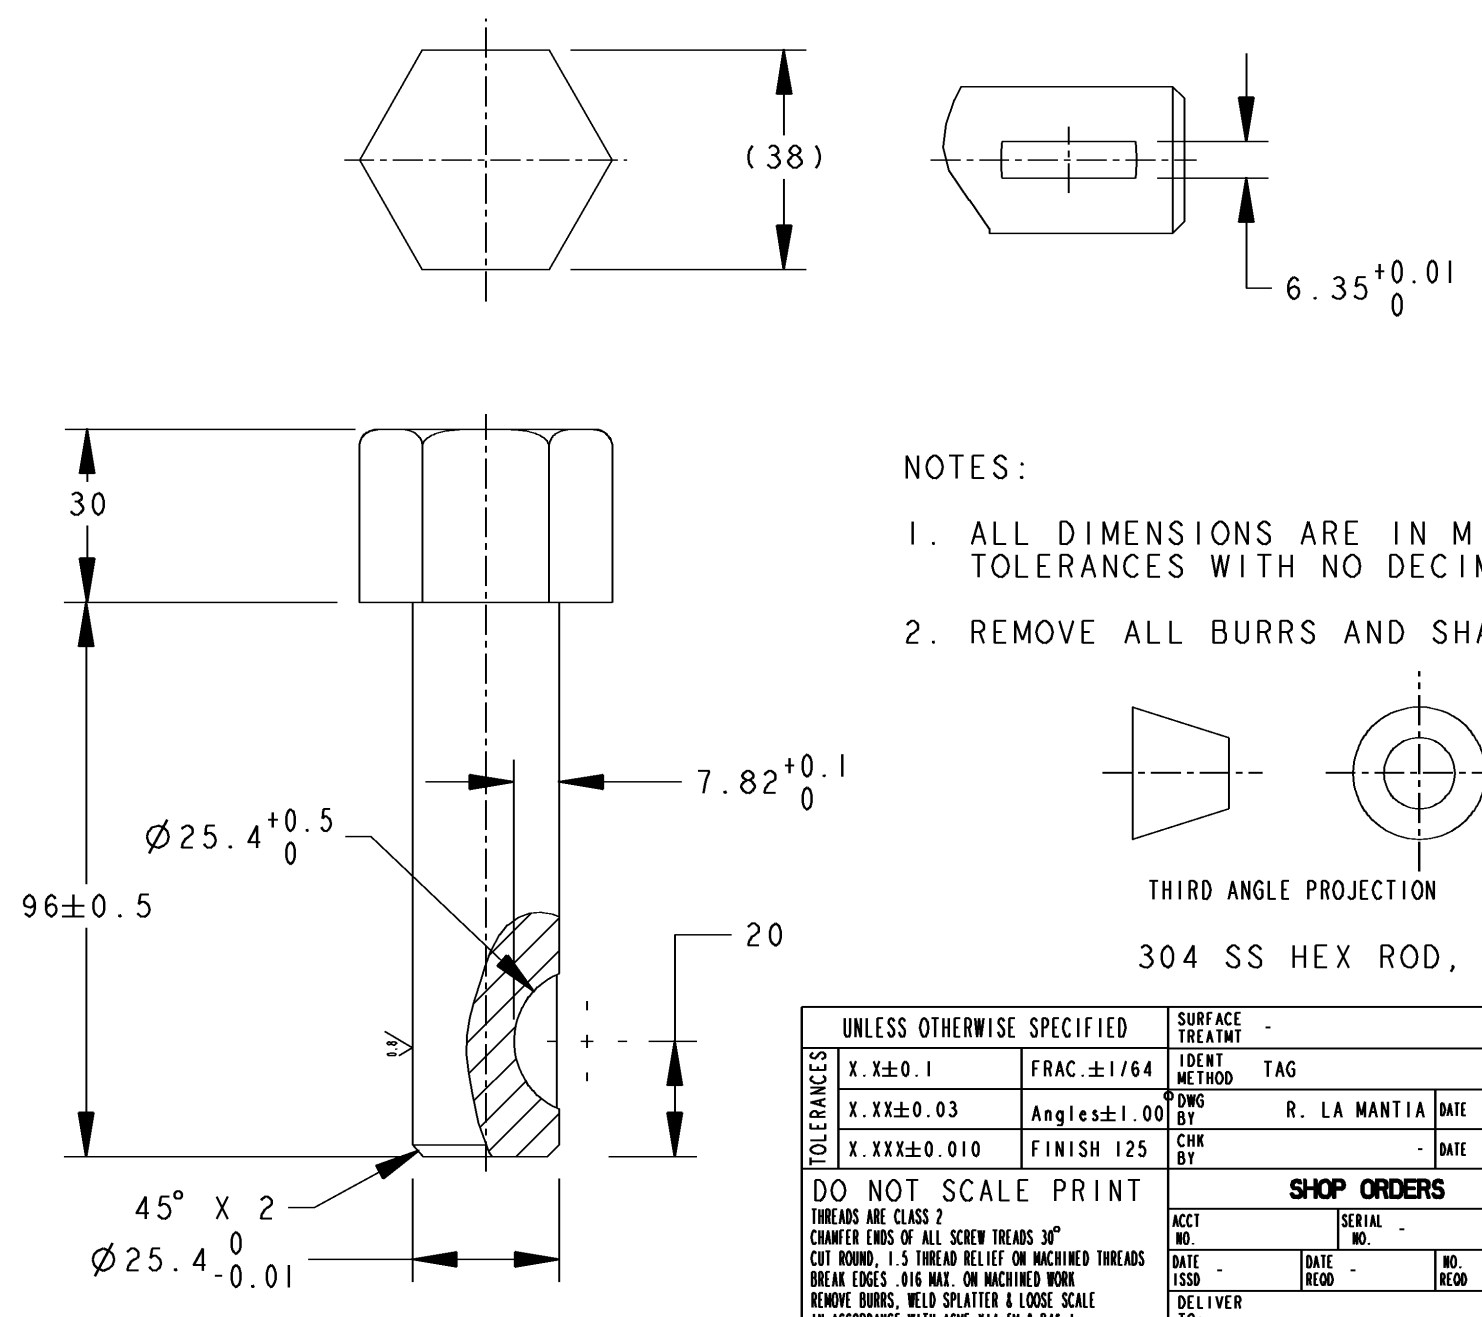 (38)
6.35 +0.01
0
30
NOTES:
1. ALL DIMENSIONS ARE IN M
TOLERANCES WITH NO DECIM
2. REMOVE ALL BURRS AND SHA
7.82 +0.1
0
Ø25.4 +0.5
0
96±0.5
20
THIRD ANGLE PROJECTION
304 SS HEX ROD,
0.8
45° X 2
Ø25.4 0
-0.01
UNLESS OTHERWISE SPECIFIED
TOLERANCES
X.X±0.1
FRAC.±1/64
X.XX±0.03
Angles±1.00°
X.XXX±0.010
FINISH 125
DO NOT SCALE PRINT
THREADS ARE CLASS 2
CHAMFER ENDS OF ALL SCREW TREADS 30°
CUT ROUND, 1.5 THREAD RELIEF ON MACHINED THREADS
BREAK EDGES .016 MAX. ON MACHINED WORK
REMOVE BURRS, WELD SPLATTER & LOOSE SCALE
SURFACE
TREATMT -
IDENT
METHOD TAG
DWG
BY R. LA MANTIA DATE
CHK
BY - DATE
SHOP ORDERS
ACCT
NO.
SERIAL -
NO.
DATE -
ISSD
DATE -
REQD
NO.
REQD
DELIVER